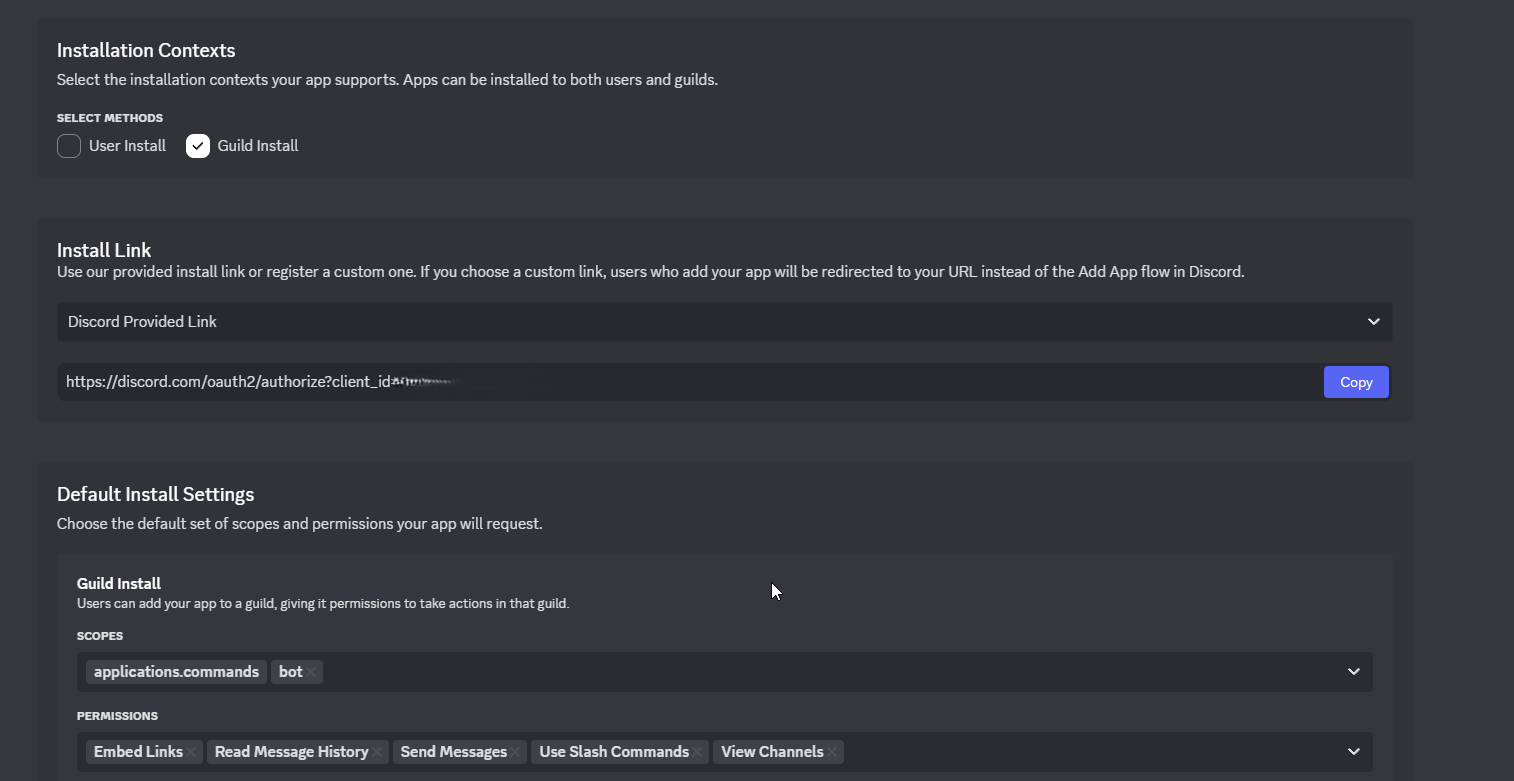 Installation Contexts
Select the installation contexts your app supports. Apps can be installed to both users and guilds.
SELECT METHODS
User Install Guild Install
Install Link
Use our provided install link or register a custom one. If you choose a custom link, users who add your app will be redirected to your URL instead of the Add App flow in Discord.
Discord Provided Link
https://discord.com/oauth2/authorize?client_id= Copy
Default Install Settings
Choose the default set of scopes and permissions your app will request.
Guild Install
Users can add your app to a guild, giving it permissions to take actions in that guild.
SCOPES
applications.commands bot
PERMISSIONS
Embed Links Read Message History Send Messages Use Slash Commands View Channels